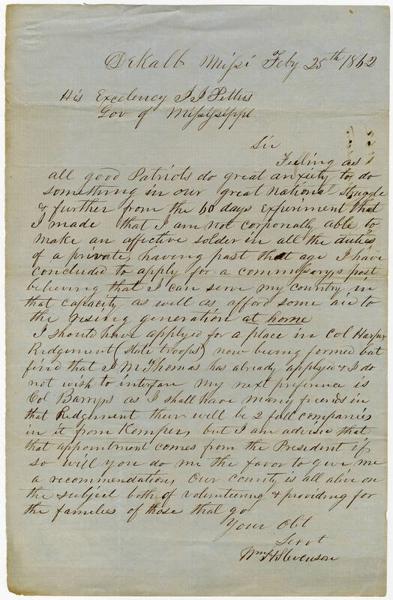 DeKalb Missi Feby 25th 1862
His Excelency J J Pettus
Gov of Mississippi
Sir
Feeling as
all good Patriots do great anxiety to do
something in our great national struggle
& further from the 60 days experiment that
I made that I am not corporally able to
make an affective solder in all the duties
of a private, having past that age I have
concluded to apply for a commissarys post
believing that I can serve my country in
that capacity as well as afford some aie to
the rising generation at home
I should have applyed for a place in Col Harper
Ridgement (State troops) now being formed but
find that J M Thomas has already applyed & I do
not wish to interfare My next preference is
Col Barrys as I shall have many friends in
that Ridgement there will be 2 full companies
in it from Kemper, but I am advise that
that appointment comes from the President if
so will you do me the favor to give me
a recommendation, Our county is all alive on
the subject both of volunteering & providing for
the families of those that go
Your Obt
Servt
Wm H Stevenson